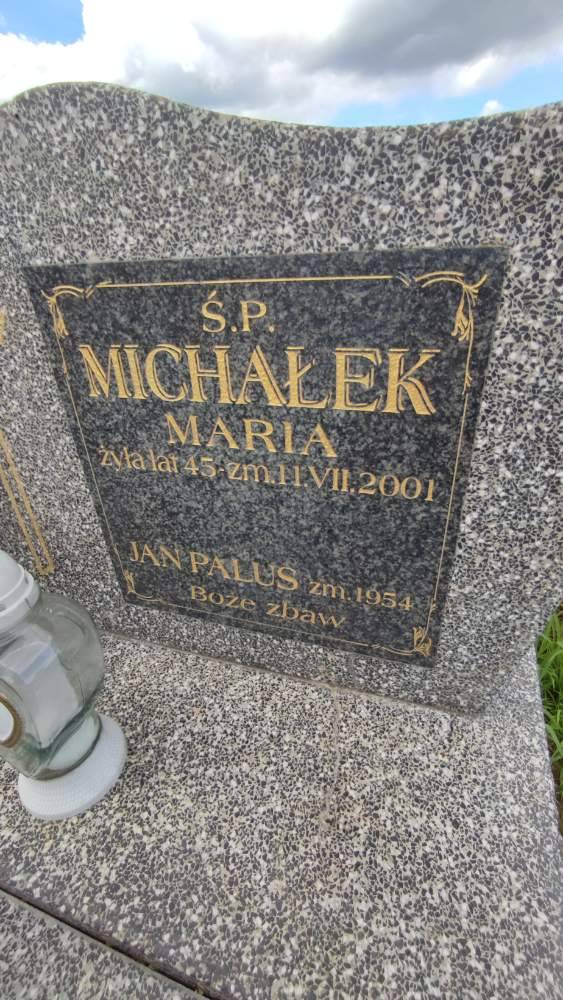 Ś.P.
MICHAŁEK
MARIA
żyła lat 45-zm.11.VII.2001
JAN PALUS zm.1954
Boże zbaw